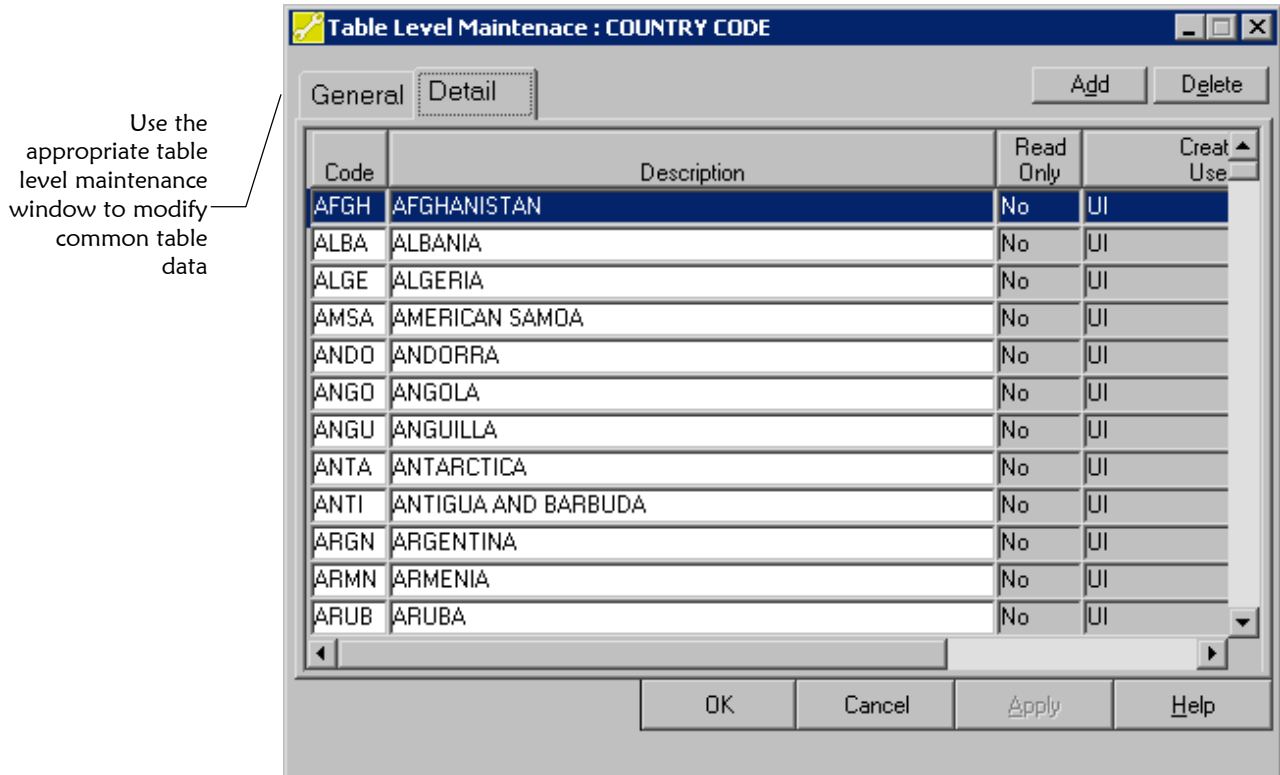 Table Level Maintenace : COUNTRY CODE
General Detail Add Delete
Use the
appropriate table
level maintenance
window to modify
common table
data
Code Description Read Only Creat Use
AFGH AFGHANISTAN No UI
ALBA ALBANIA No UI
ALGE ALGERIA No UI
AMSA AMERICAN SAMOA No UI
ANDO ANDORRA No UI
ANGO ANGOLA No UI
ANGU ANGUILLA No UI
ANTA ANTARCTICA No UI
ANTI ANTIGUA AND BARBUDA No UI
ARGN ARGENTINA No UI
ARMN ARMENIA No UI
ARUB ARUBA No UI
OK Cancel Apply Help